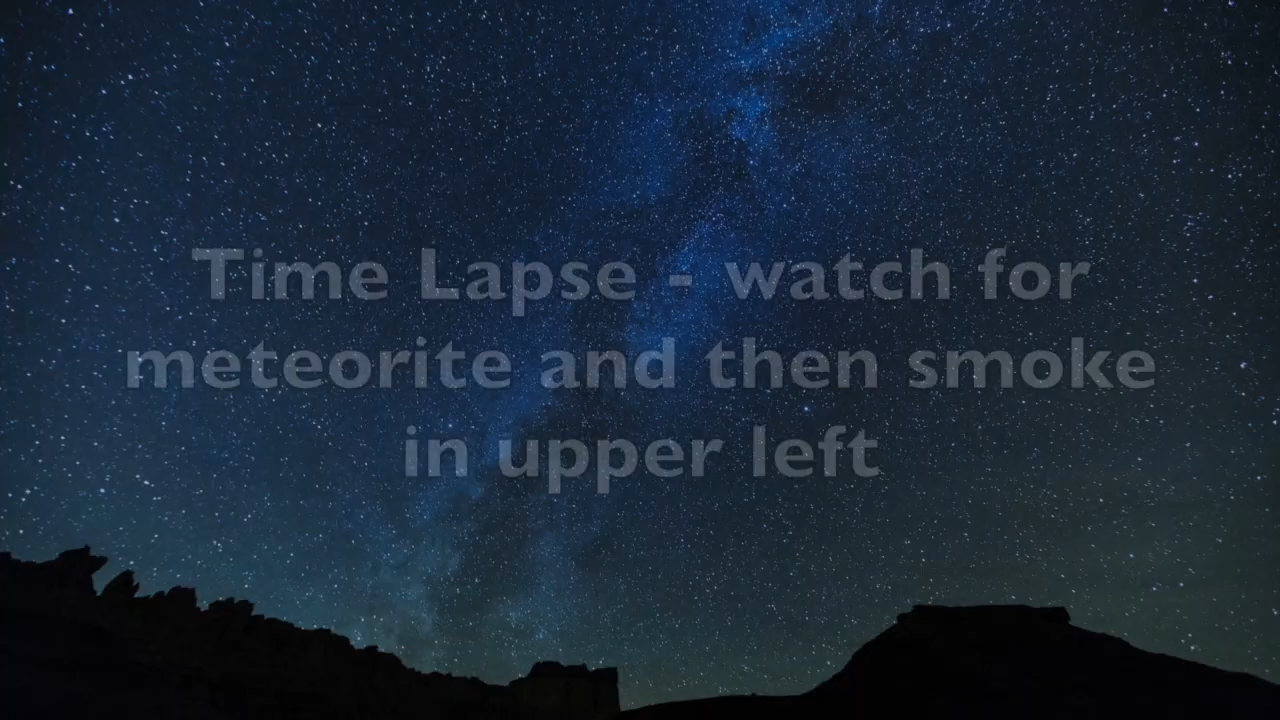 Time Lapse - watch for
meteorite and then smoke
in upper left